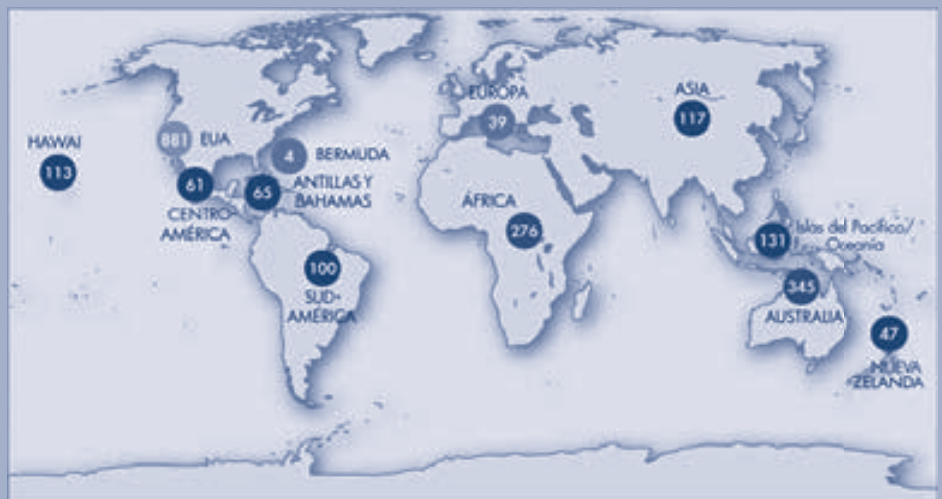 HAWAI
113
881
EUA
4
BERMUDA
61
CENTRO-
AMÉRICA
65
ANTILLAS Y
BAHAMAS
100
SUD-
AMÉRICA
EUROPA
39
ÁFRICA
276
ASIA
117
131
Islas del Pacífico/
Oceanía
345
AUSTRALIA
47
NUEVA
ZELANDA